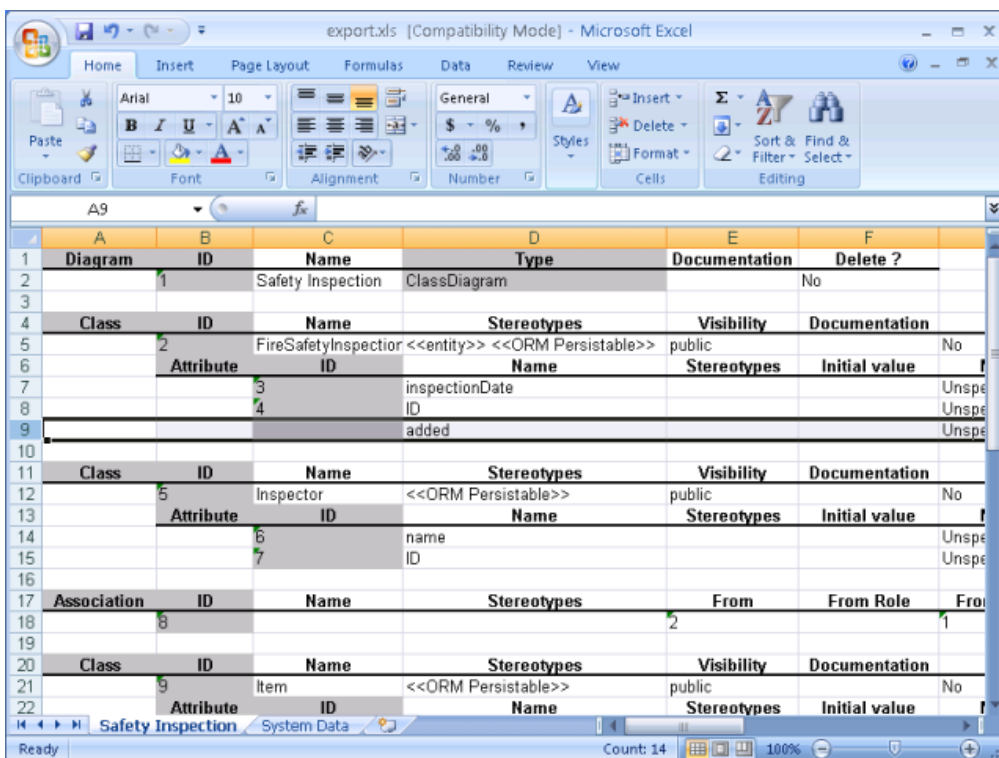 export.xls [Compatibility Mode] - Microsoft Excel
Home Insert Page Layout Formulas Data Review View
Paste
Clipboard
Arial 10
B I U A A
A
Font
Alignment
General
$ % ,
.00 .00
Number
Styles
Insert
Delete
Format
Cells
Σ
Sort & Filter
Find & Select
Editing
A9 fx
A B C D E F
1 Diagram ID Name Type Documentation Delete ?
2 1 Safety Inspection ClassDiagram No
3
4 Class ID Name Stereotypes Visibility Documentation
5 2 FireSafetyInspection <<entity>> <<ORM Persistable>> public No
6 Attribute ID Name Stereotypes Initial value
7 3 inspectionDate Unspe
8 4 ID Unspe
9 added Unspe
10
11 Class ID Name Stereotypes Visibility Documentation
12 5 Inspector <<ORM Persistable>> public No
13 Attribute ID Name Stereotypes Initial value
14 6 name Unspe
15 7 ID Unspe
16
17 Association ID Name Stereotypes From From Role Fro
18 8 2 1
19
20 Class ID Name Stereotypes Visibility Documentation
21 9 Item <<ORM Persistable>> public No
22 Attribute ID Name Stereotypes Initial value
Safety Inspection System Data
Ready Count: 14 100%